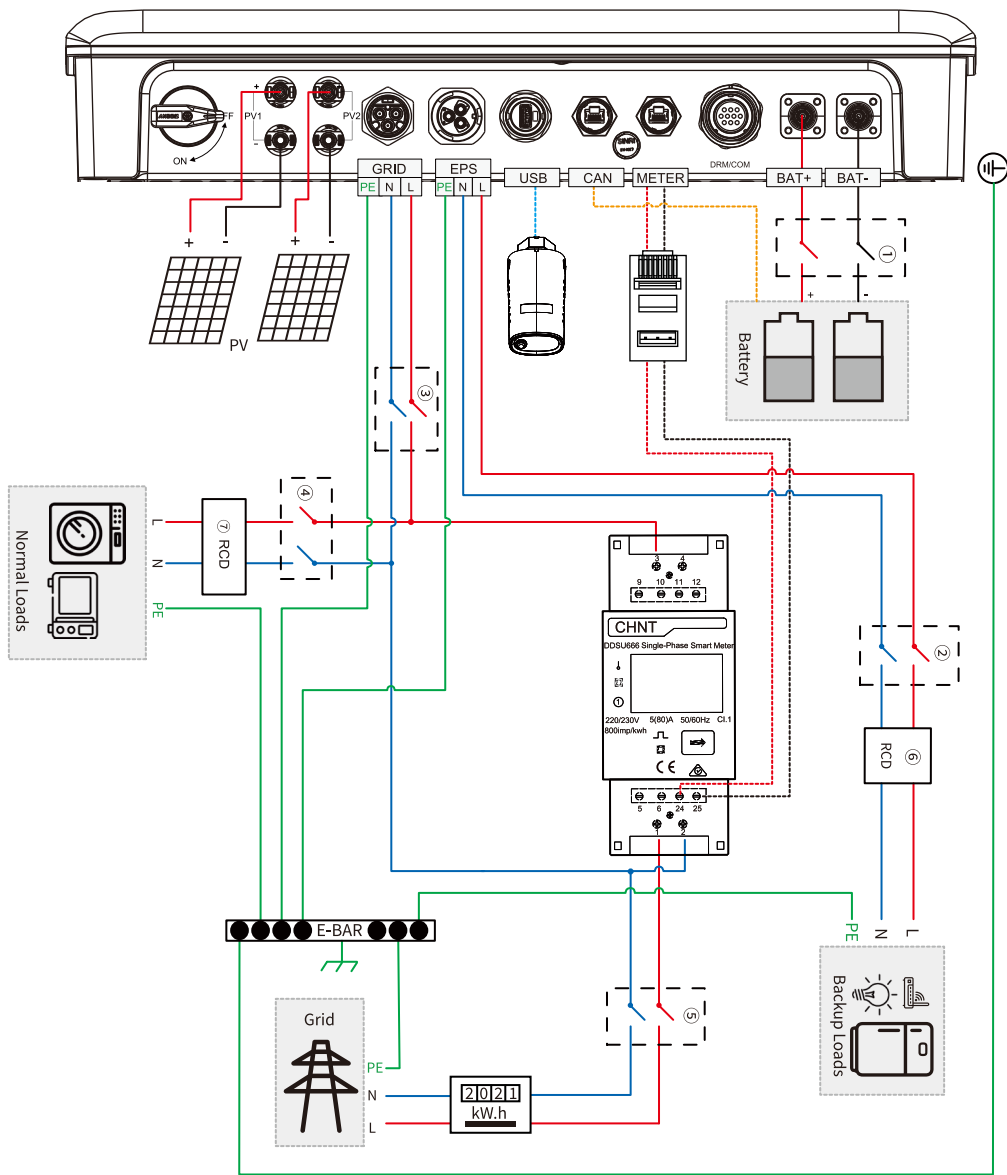 +
PV1
-
PV2
FF
ON
DRM/COM
GRID
EPS
USB
CAN
METER
BAT+
BAT-
PE
N
L
PE
N
L
+
-
+
-
PV
①
+
-
Battery
③
④
⑦ RCD
L
N
PE
Normal Loads
3
4
9
10
11
12
CHNT
DDSU666 Single-Phase Smart Meter
①
220/230V
5(80)A
50/60Hz
Cl.1
800imp/kwh
CE
5
6
24
25
1
2
②
⑥
RCD
PE
N
L
Backup Loads
E-BAR
⑤
Grid
PE
N
L
2021
kW.h